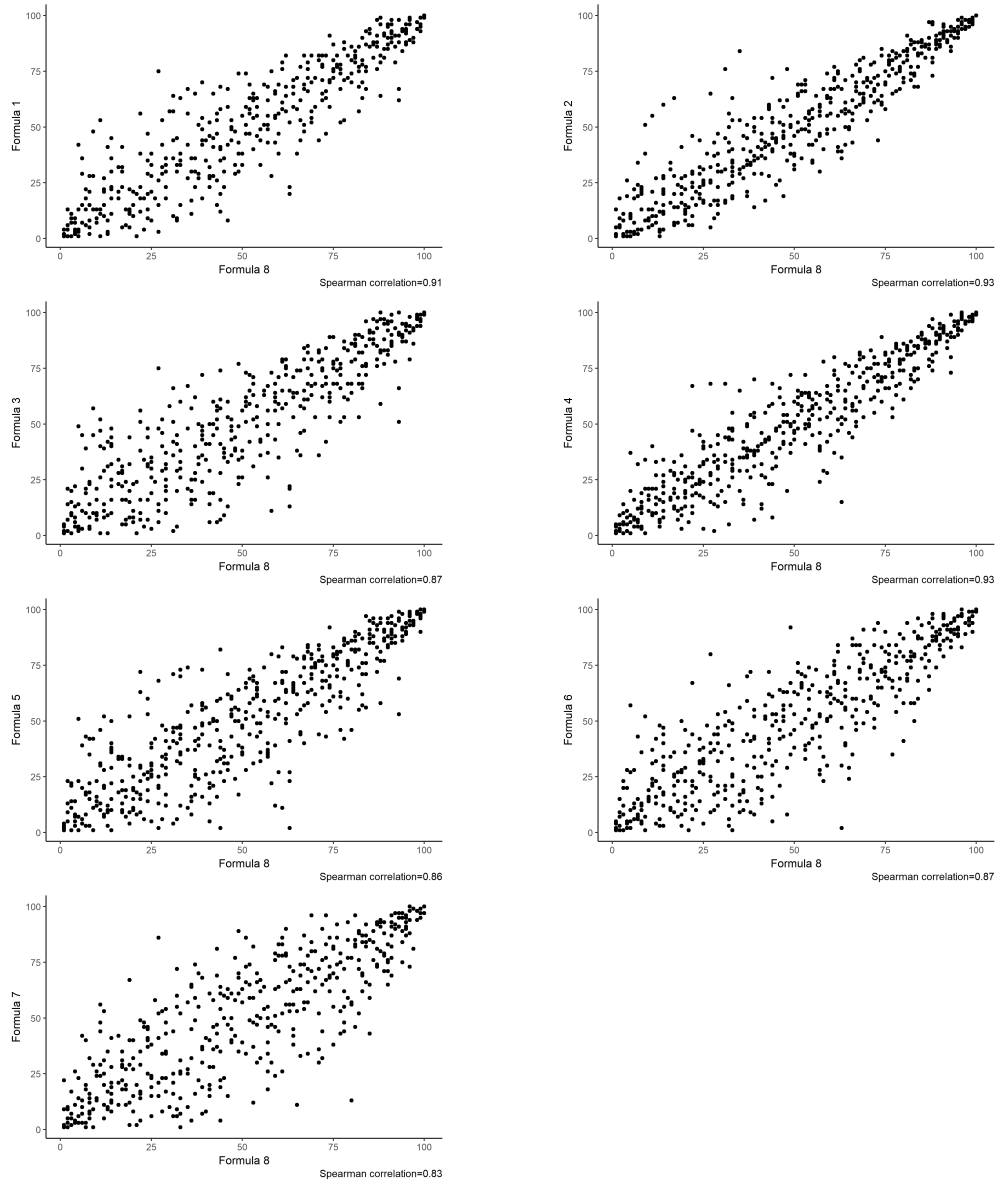 100
75
50
25
0
Formula 1
0 25 50 75 100
Formula 8
Spearman correlation=0.91
100
75
50
25
0
Formula 2
0 25 50 75 100
Formula 8
Spearman correlation=0.93
100
75
50
25
0
Formula 3
0 25 50 75 100
Formula 8
Spearman correlation=0.87
100
75
50
25
0
Formula 4
0 25 50 75 100
Formula 8
Spearman correlation=0.93
100
75
50
25
0
Formula 5
0 25 50 75 100
Formula 8
Spearman correlation=0.86
100
75
50
25
0
Formula 6
0 25 50 75 100
Formula 8
Spearman correlation=0.87
100
75
50
25
0
Formula 7
0 25 50 75 100
Formula 8
Spearman correlation=0.83